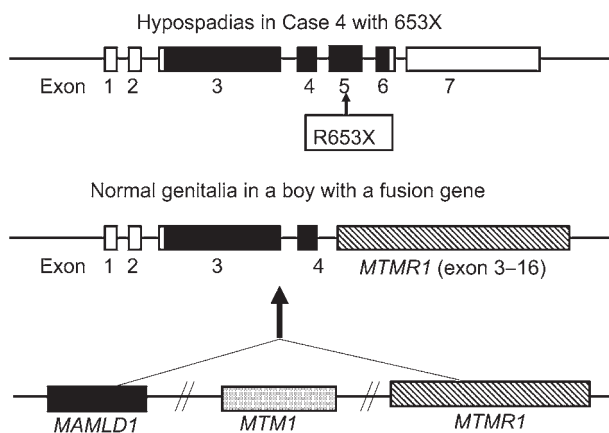 Hypospadias in Case 4 with 653X
Exon 1 2 3 4 5 6 7
R653X
Normal genitalia in a boy with a fusion gene
Exon 1 2 3 4 MTMR1 (exon 3–16)
MAMLD1 MTM1 MTMR1